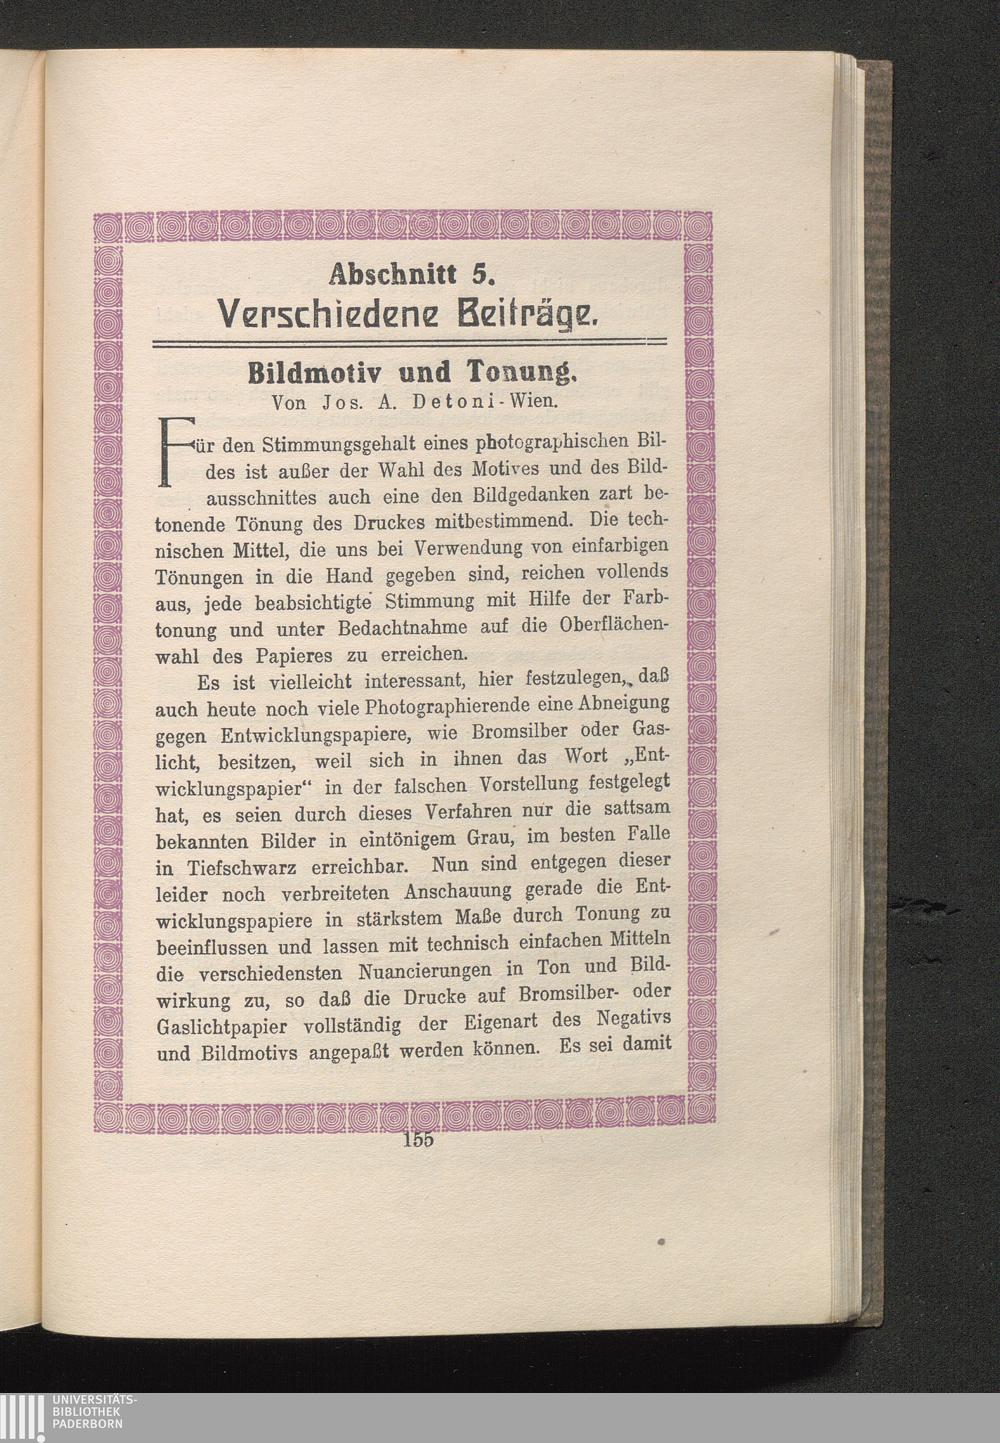 Abschnitt 5.
Verschiedene Beiträge.
Bildmotiv und Tonung.
Von Jos. A. Detoni-Wien.
Für den Stimmungsgehalt eines photographischen Bil-
des ist außer der Wahl des Motives und des Bild-
ausschnittes auch eine den Bildgedanken zart be-
tonende Tönung des Druckes mitbestimmend. Die tech-
nischen Mittel, die uns bei Verwendung von einfarbigen
Tönungen in die Hand gegeben sind, reichen vollends
aus, jede beabsichtigte Stimmung mit Hilfe der Farb-
tonung und unter Bedachtnahme auf die Oberflächen-
wahl des Papieres zu erreichen.
Es ist vielleicht interessant, hier festzulegen, daß
auch heute noch viele Photographierende eine Abneigung
gegen Entwicklungspapiere, wie Bromsilber oder Gas-
licht, besitzen, weil sich in ihnen das Wort „Ent-
wicklungspapier“ in der falschen Vorstellung festgelegt
hat, es seien durch dieses Verfahren nur die sattsam
bekannten Bilder in eintönigem Grau, im besten Falle
in Tiefschwarz erreichbar. Nun sind entgegen dieser
leider noch verbreiteten Anschauung gerade die Ent-
wicklungspapiere in stärkstem Maße durch Tonung zu
beeinflussen und lassen mit technisch einfachen Mitteln
die verschiedensten Nuancierungen in Ton und Bild-
wirkung zu, so daß die Drucke auf Bromsilber- oder
Gaslichtpapier vollständig der Eigenart des Negativs
und Bildmotivs angepaßt werden können. Es sei damit
155
UNIVERSITÄTS-
BIBLIOTHEK
PADERBORN